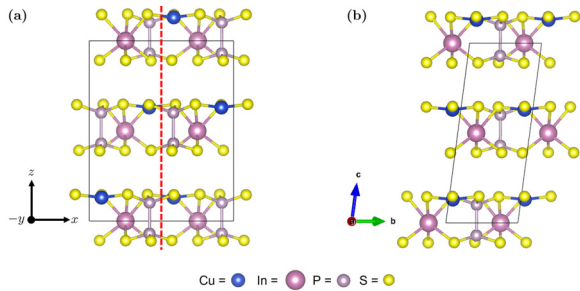 (a)
(b)
z
−y
x
c
a
b
Cu = In = P = S =